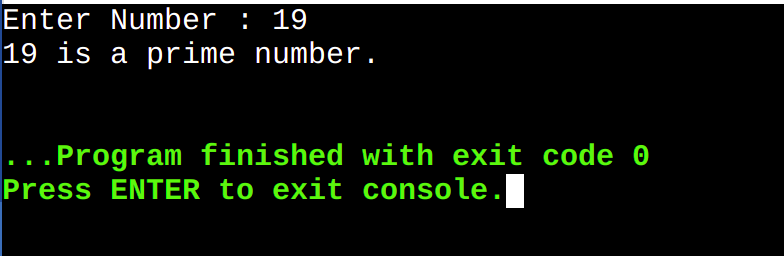 Enter Number : 19
19 is a prime number.
...Program finished with exit code 0
Press ENTER to exit console.